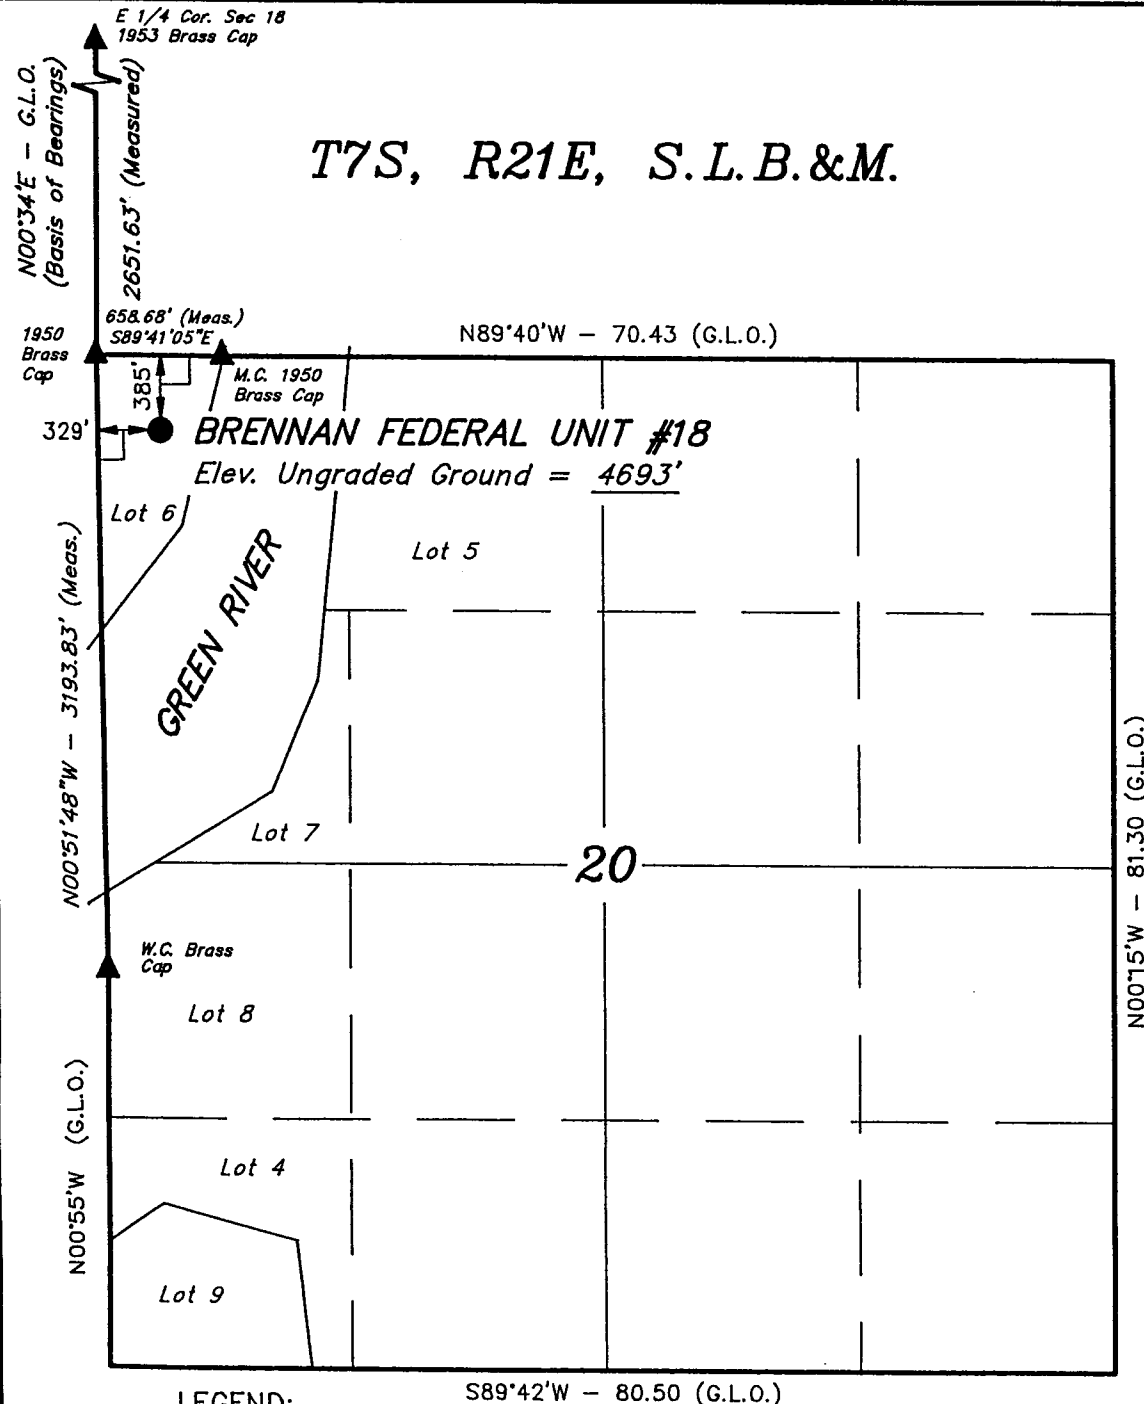 E 1/4 Cor. Sec 18
1953 Brass Cap
N00°34'E – G.L.O.
(Basis of Bearings)
2651.63' (Measured)
T7S, R21E, S.L.B.&M.
658.68' (Meas.)
S89°41'05"E
1950
Brass
Cap
N89°40'W – 70.43 (G.L.O.)
M.C. 1950
Brass Cap
385'
329'
BRENNAN FEDERAL UNIT #18
Elev. Ungraded Ground = 4693'
Lot 6
Lot 5
GREEN RIVER
N00°51'48"W – 3193.83' (Meas.)
Lot 7
20
N00°15'W – 81.30 (G.L.O.)
W.C. Brass
Cap
Lot 8
N00°55'W (G.L.O.)
Lot 4
Lot 9
S89°42'W – 80.50 (G.L.O.)
LEGEND: